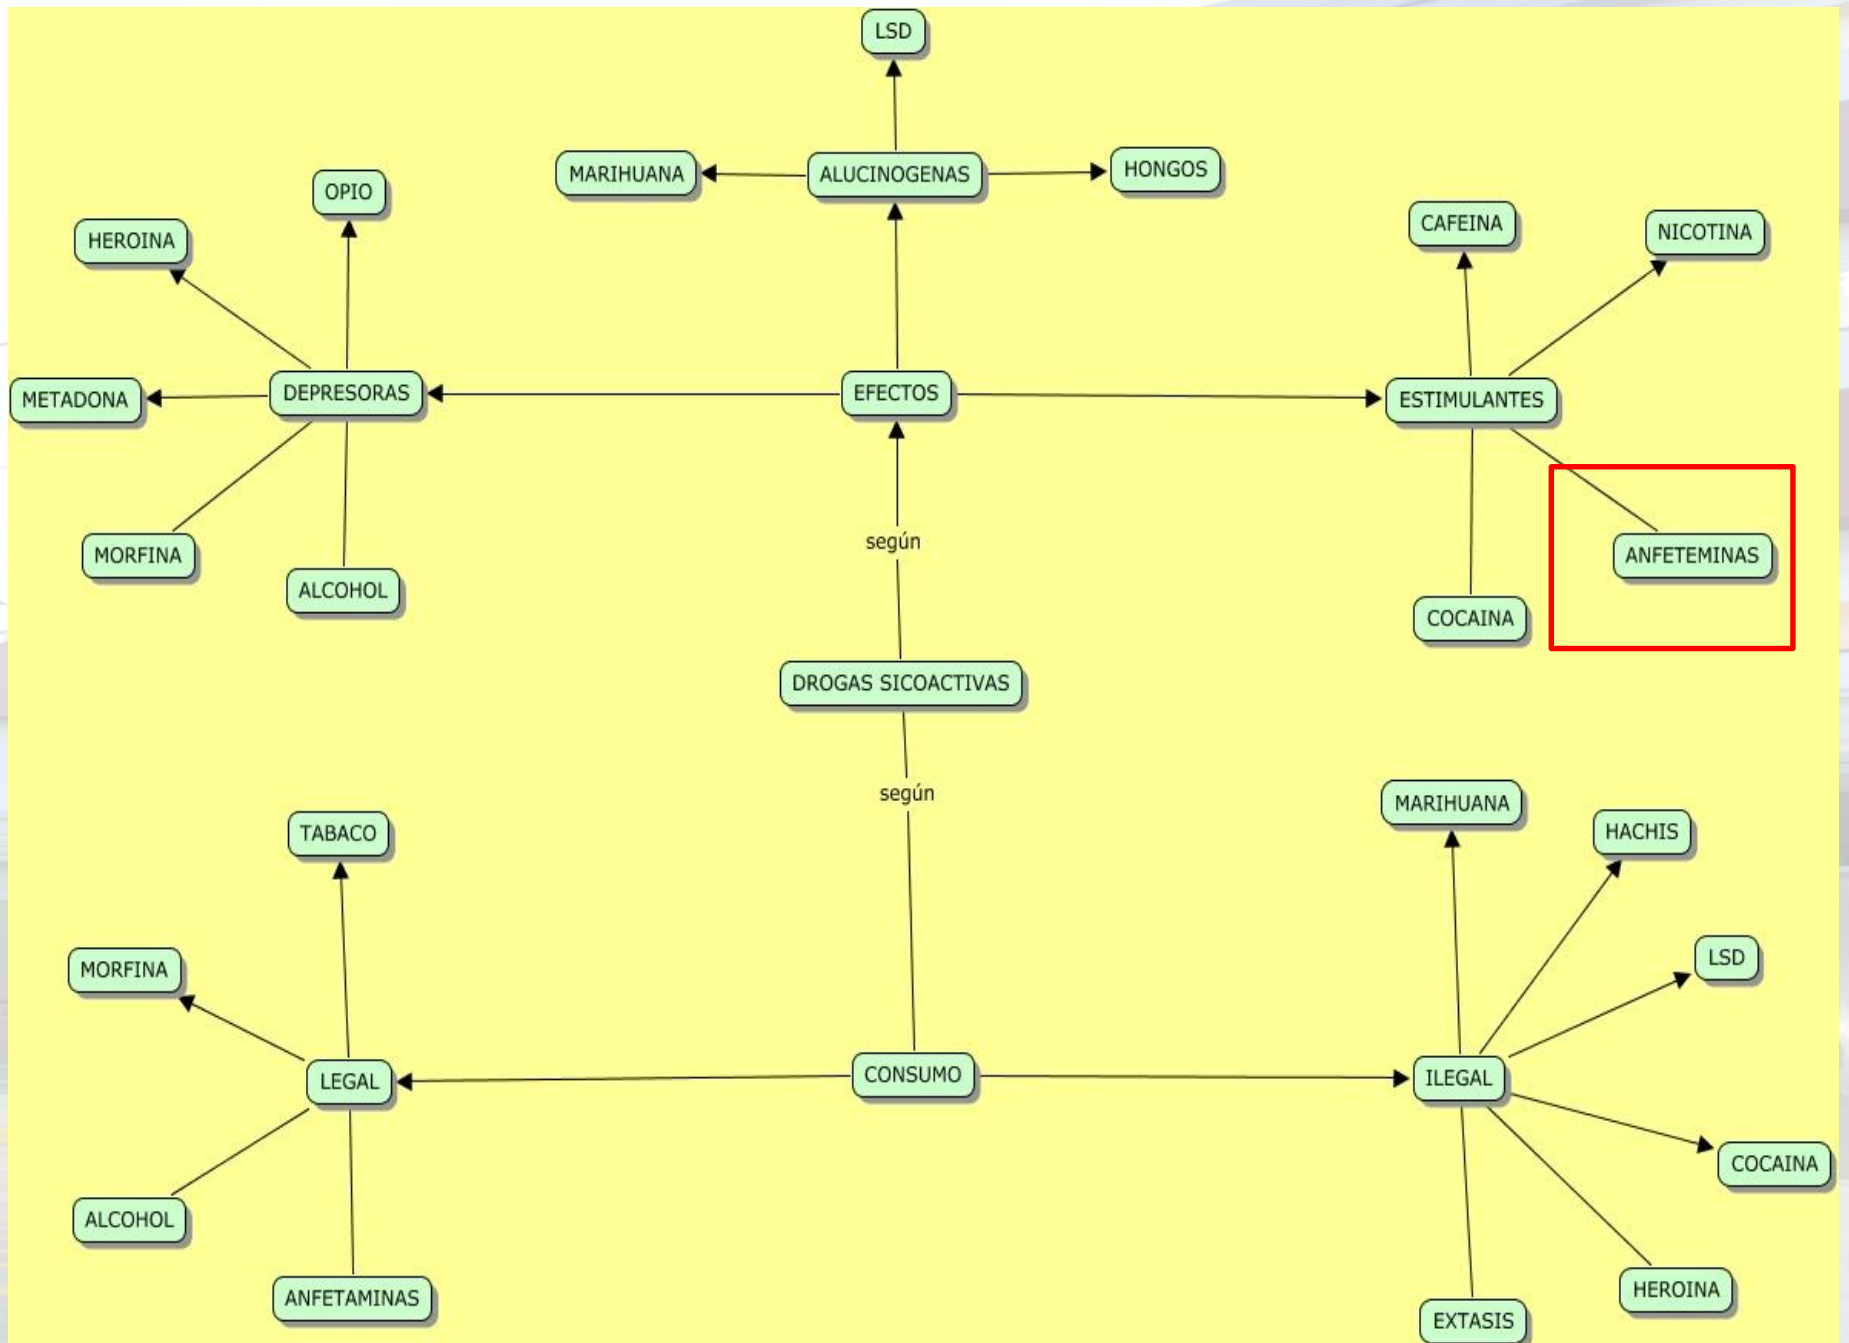 LSD
MARIHUANA
ALUCINOGENAS
HONGOS
OPIO
HEROINA
CAFEINA
NICOTINA
METADONA
DEPRESORAS
EFECTOS
ESTIMULANTES
MORFINA
ALCOHOL
según
ANFETEMINAS
COCAINA
DROGAS SICOACTIVAS
según
TABACO
MARIHUANA
HACHIS
MORFINA
LSD
LEGAL
CONSUMO
ILEGAL
COCAINA
ALCOHOL
ANFETAMINAS
HEROINA
EXTASIS